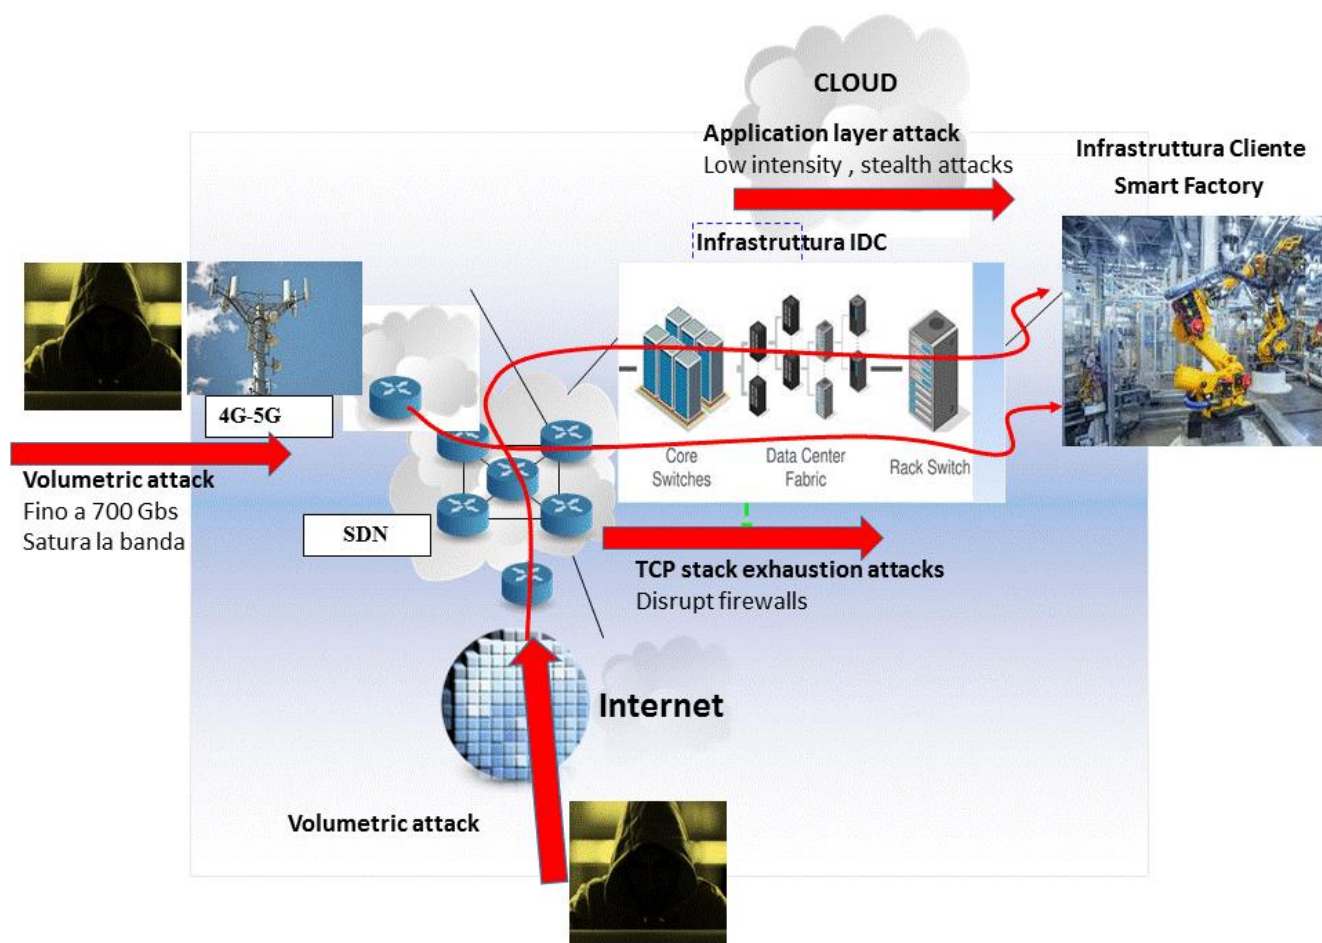 CLOUD
Application layer attack
Low intensity , stealth attacks
Infrastruttura Cliente
Smart Factory
Infrastruttura IDC
4G-5G
Volumetric attack
Fino a 700 Gbs
Satura la banda
SDN
Core
Switches
Data Center
Fabric
Rack Switch
TCP stack exhaustion attacks
Disrupt firewalls
Internet
Volumetric attack